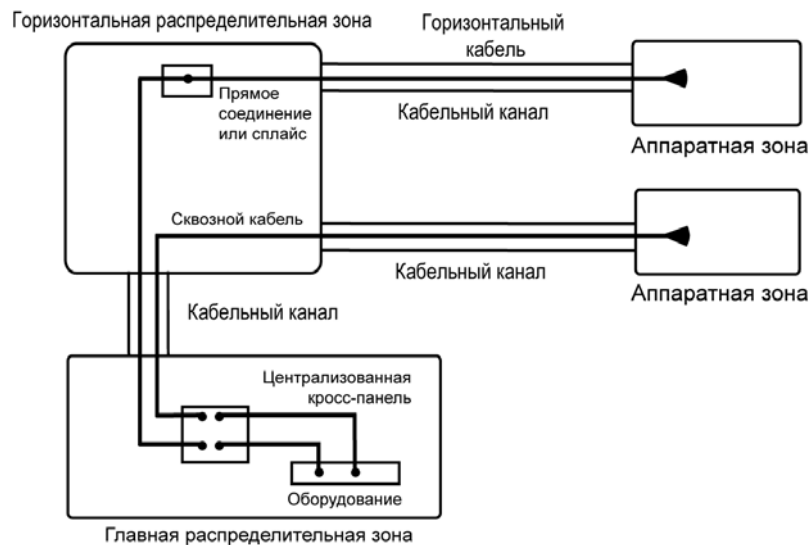 Горизонтальная распределительная зона
Горизонтальный
кабель
Прямое
соединение
или сплайс
Кабельный канал
Аппаратная зона
Сквозной кабель
Кабельный канал
Аппаратная зона
Кабельный канал
Централизованная
кросс-панель
Оборудование
Главная распределительная зона